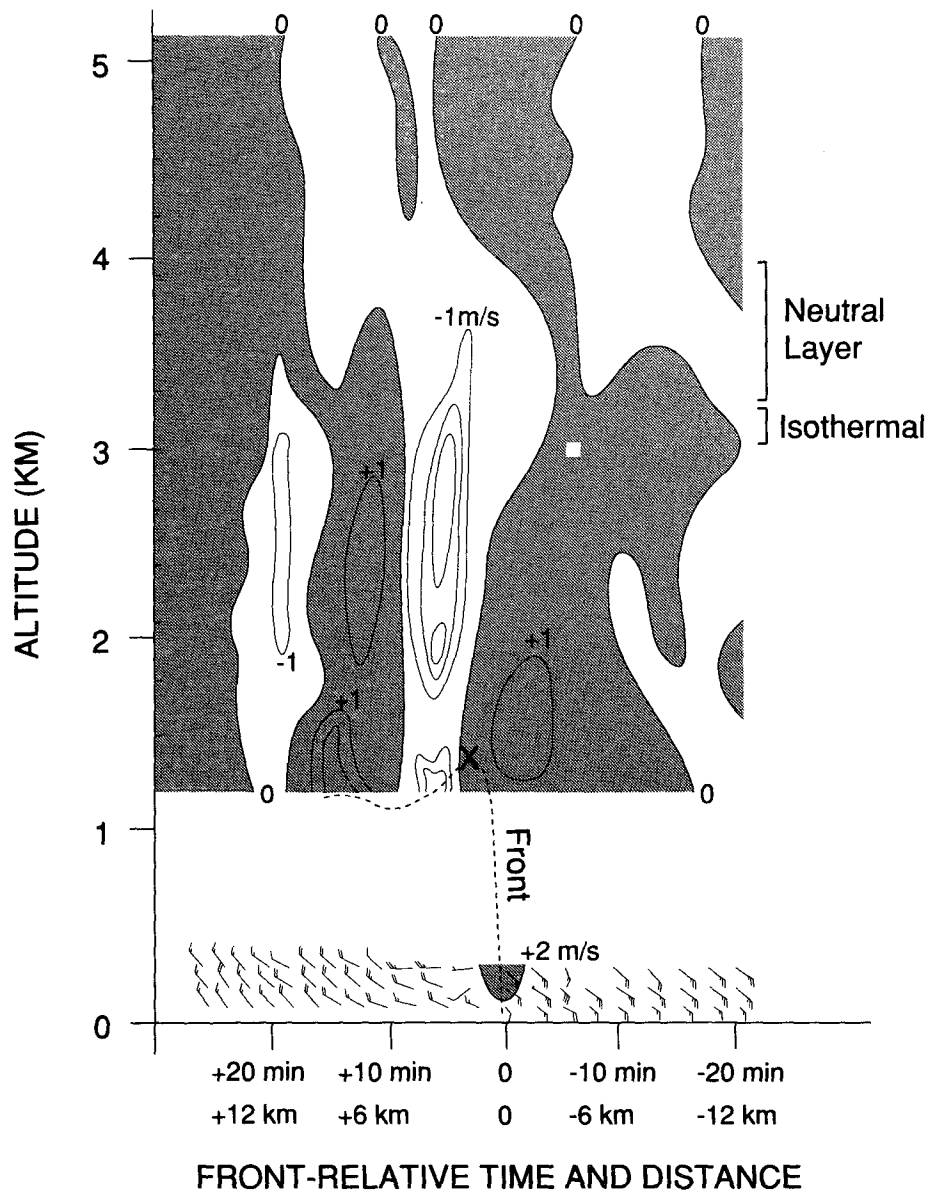 0 0 0 0 0
5
4
Neutral
Layer
-1m/s
Isothermal
3
+1
ALTITUDE (KM)
2
+1
-1
+1
X
0 0
1
Front
+2 m/s
0
+20 min +10 min 0 -10 min -20 min
+12 km +6 km 0 -6 km -12 km
FRONT-RELATIVE TIME AND DISTANCE